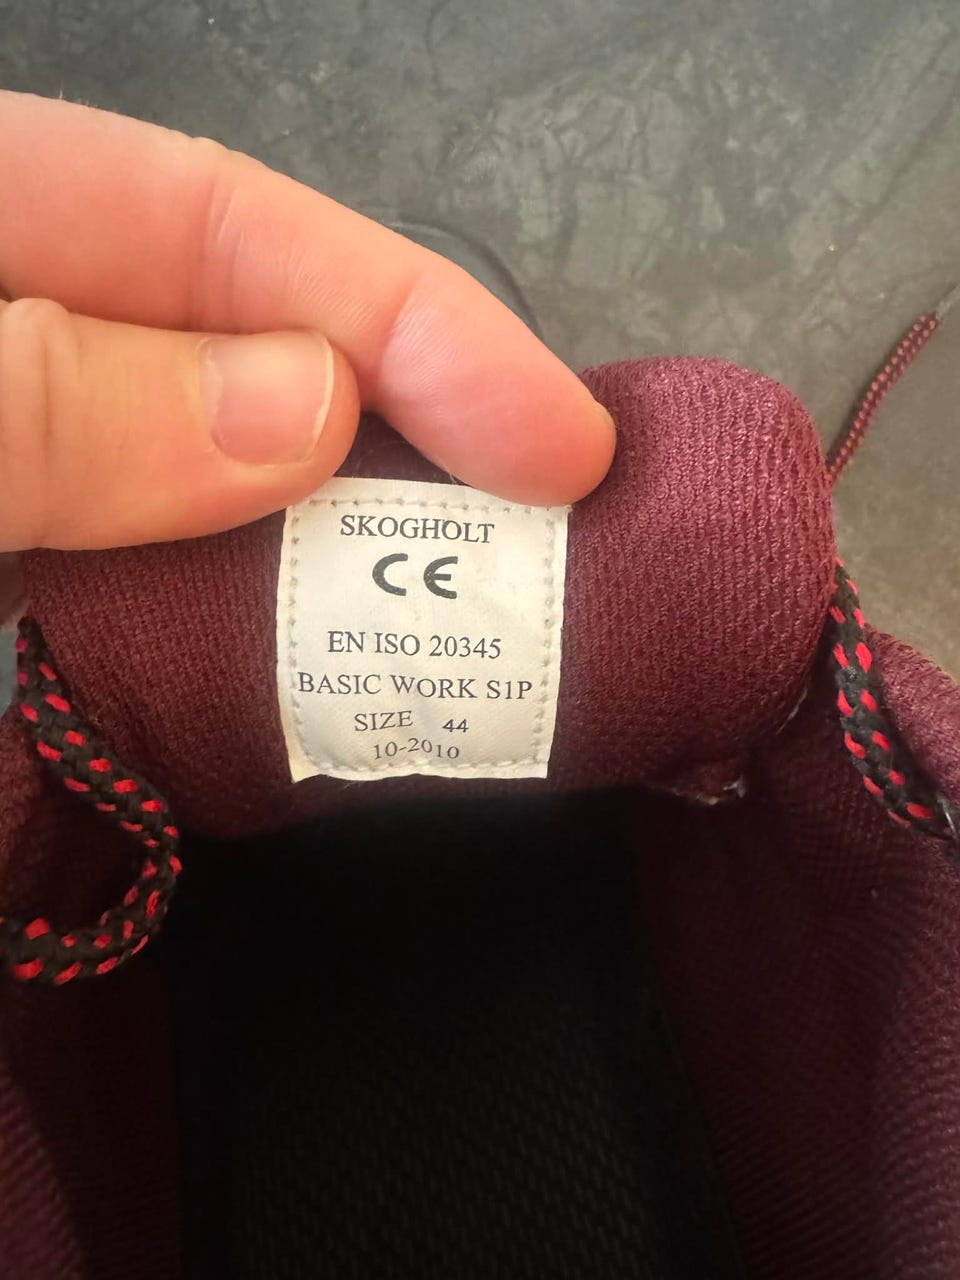 SKOGHOLT
CE
EN ISO 20345
BASIC WORK S1P
SIZE 44
10-2010